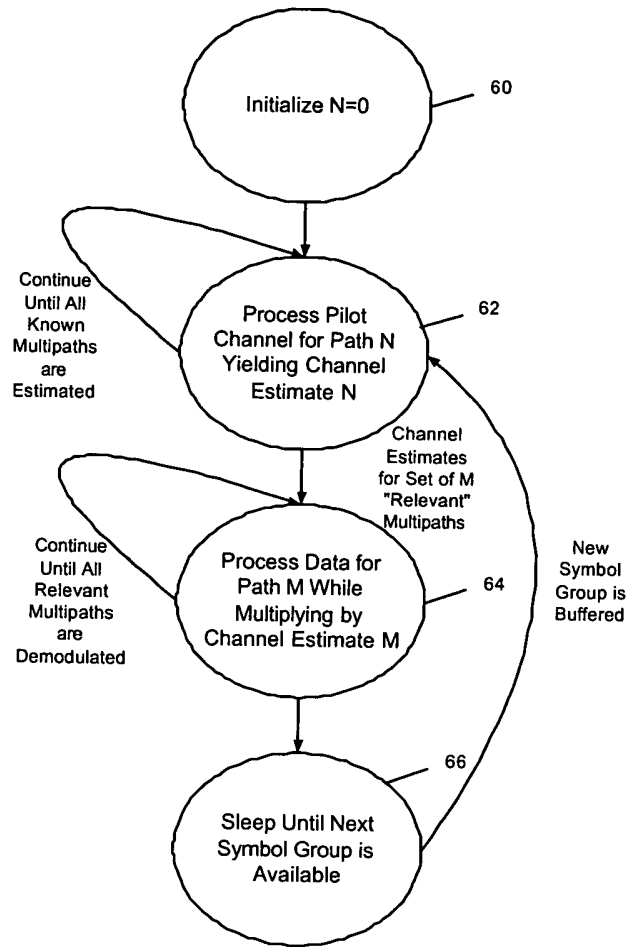 Initialize N=0
60
Continue
Until All
Known
Multipaths
are
Estimated
Process Pilot
Channel for Path N
Yielding Channel
Estimate N
62
Channel
Estimates
for Set of M
"Relevant"
Multipaths
Continue
Until All
Relevant
Multipaths
are
Demodulated
Process Data for
Path M While
Multiplying by
Channel Estimate M
64
New
Symbol
Group is
Buffered
66
Sleep Until Next
Symbol Group is
Available